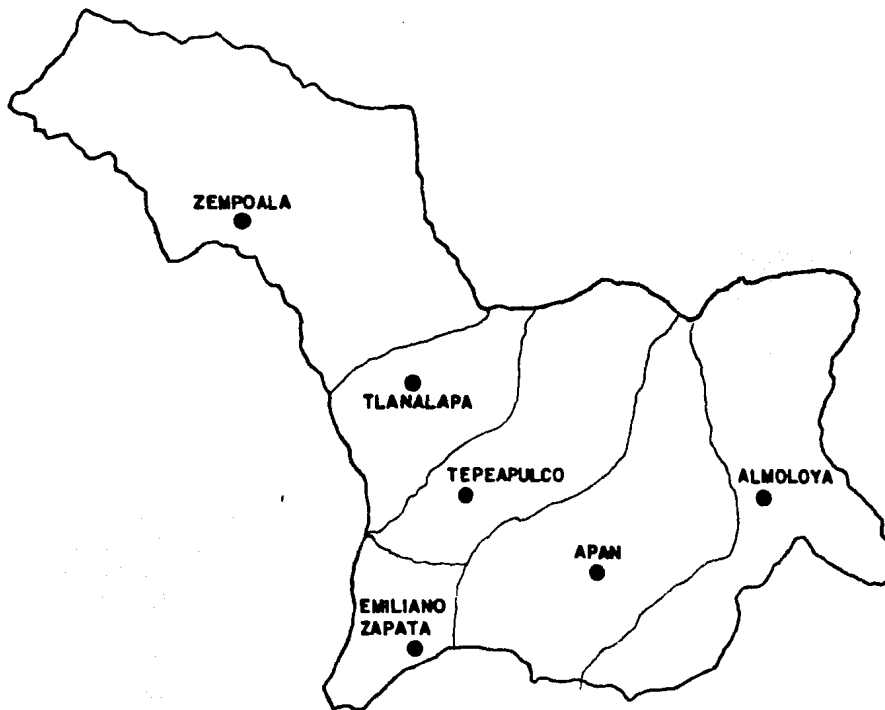 ZEMPOALA
TLANALAPA
TEPEAPULCO
ALMOLOYA
APAN
EMILIANO
ZAPATA